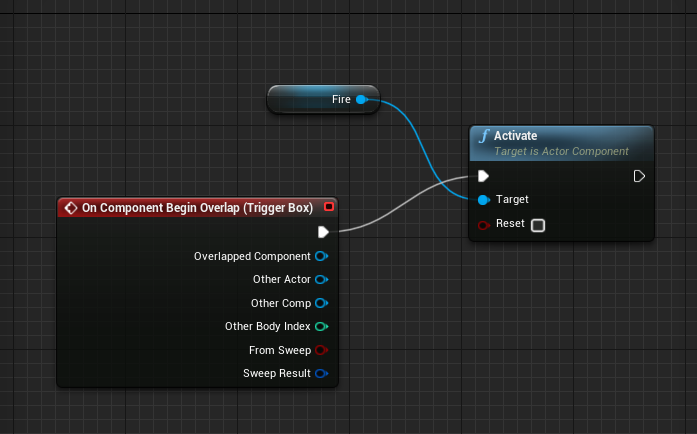 Fire
Activate
Target is Actor Component
Target
Reset
On Component Begin Overlap (Trigger Box)
Overlapped Component
Other Actor
Other Comp
Other Body Index
From Sweep
Sweep Result